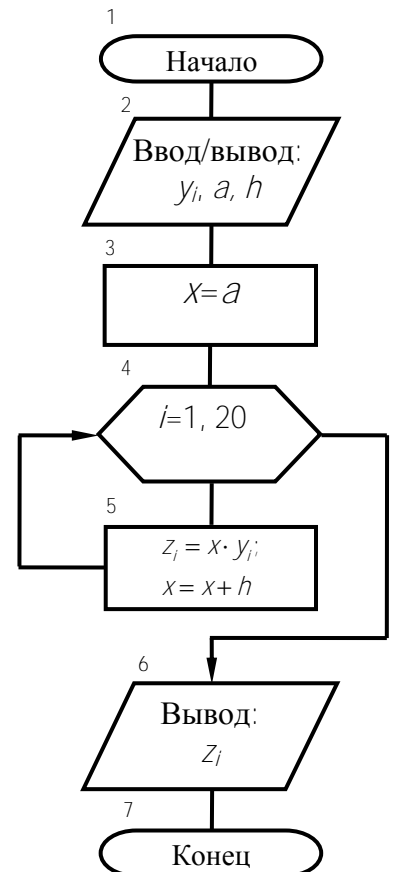 1
Начало
2
Ввод/вывод:
yᵢ, a, h
3
x=a
4
i=1, 20
5
zᵢ = x· yᵢ;
x = x+ h
6
Вывод:
zᵢ
7
Конец